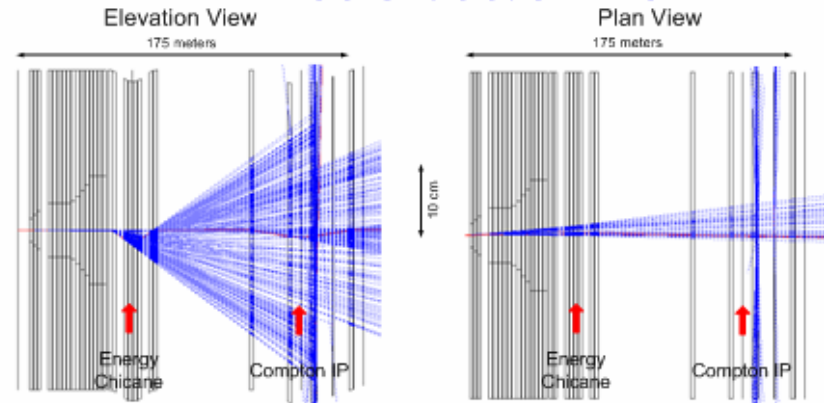 Elevation View
Plan View
175 meters
175 meters
10 cm
Energy
Chicane
Compton IP
Energy
Chicane
Compton IP